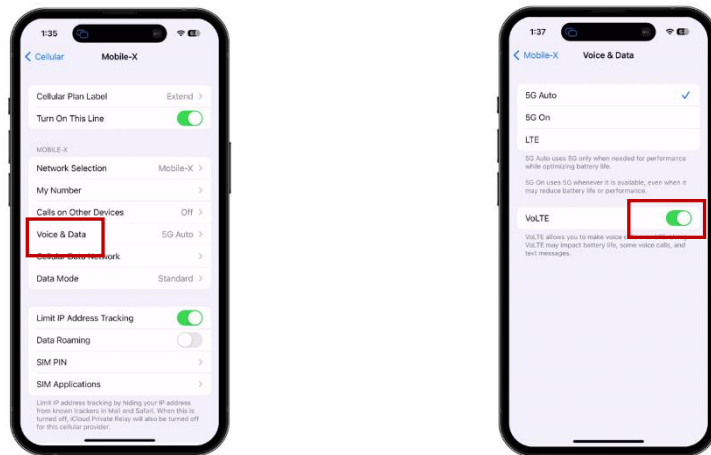 1:35
Cellular
Mobile-X
Cellular Plan Label
Extend
Turn On This Line
MOBILE-X
Network Selection
Mobile-X
My Number
Calls on Other Devices
Off
Voice & Data
5G Auto
Cellular Data Network
Data Mode
Standard
Limit IP Address Tracking
Data Roaming
SIM PIN
SIM Applications
Limit IP address tracking by hiding your IP address
from known trackers in Mail and Safari. When this is
turned off, iCloud Private Relay will also be turned off
for this cellular provider.
1:37
Mobile-X
Voice & Data
5G Auto
5G On
LTE
5G Auto uses 5G only when needed for performance
while optimizing battery life.
5G On uses 5G whenever it is available, even when it
may reduce battery life or performance.
VoLTE
VoLTE allows you to make voice
VoLTE may impact battery life, some voice calls, and
text messages.